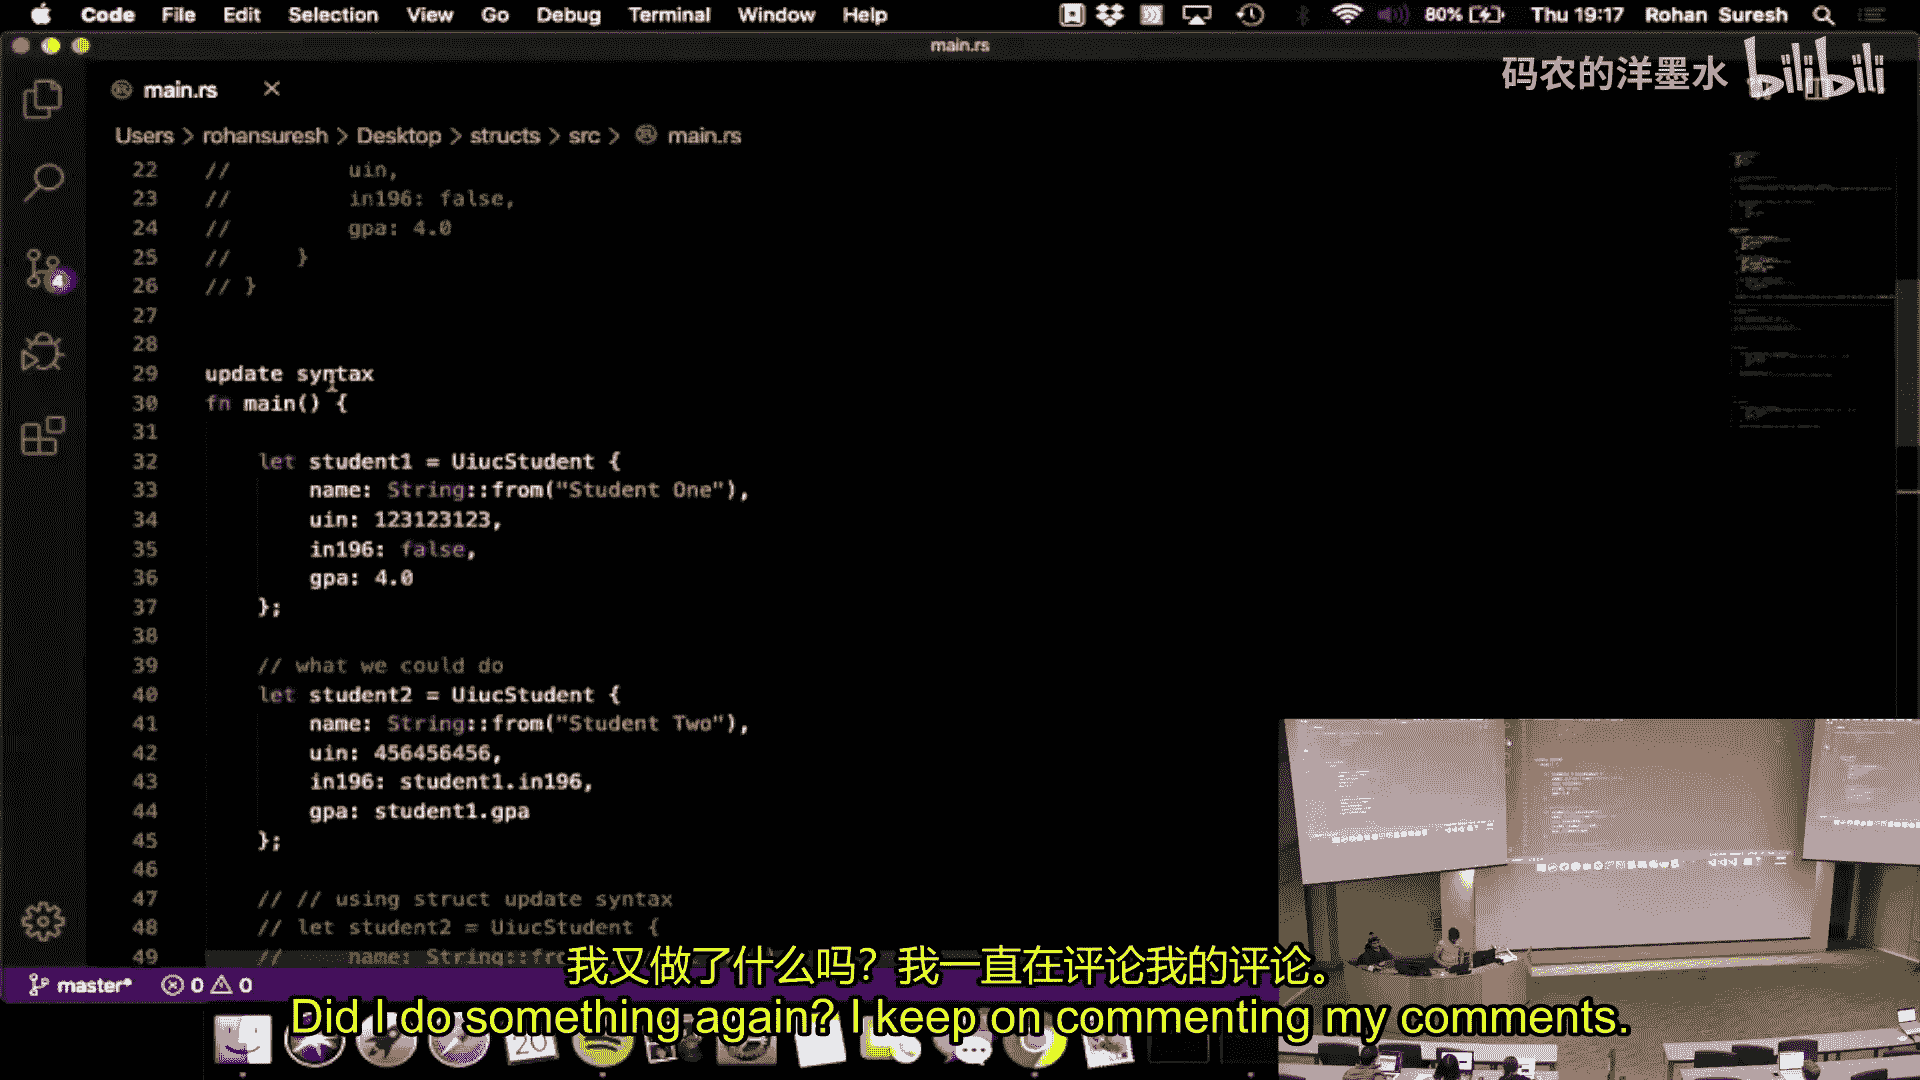 Code File Edit Selection View Go Debug Terminal Window Help 80% Thu 19:17 Rohan Suresh
main.rs
码农的洋墨水 bilibili
main.rs
Users > rohansuresh > Desktop > structs > src > main.rs
22 // uin,
23 // in196: false,
24 // gpa: 4.0
25 // }
26 // }
27
28
29 update syntax
30 fn main() {
31
32 let student1 = UiucStudent {
33 name: String::from("Student One"),
34 uin: 123123123,
35 in196: false,
36 gpa: 4.0
37 };
38
39 // what we could do
40 let student2 = UiucStudent {
41 name: String::from("Student Two"),
42 uin: 456456456,
43 in196: student1.in196,
44 gpa: student1.gpa
45 };
46
47 // // using struct update syntax
48 // let student2 = UiucStudent {
49 // name: String::fro
我又做了什么吗？我一直在评论我的评论。
master* 0 0
Did I do something again? I keep on commenting my comments.
20